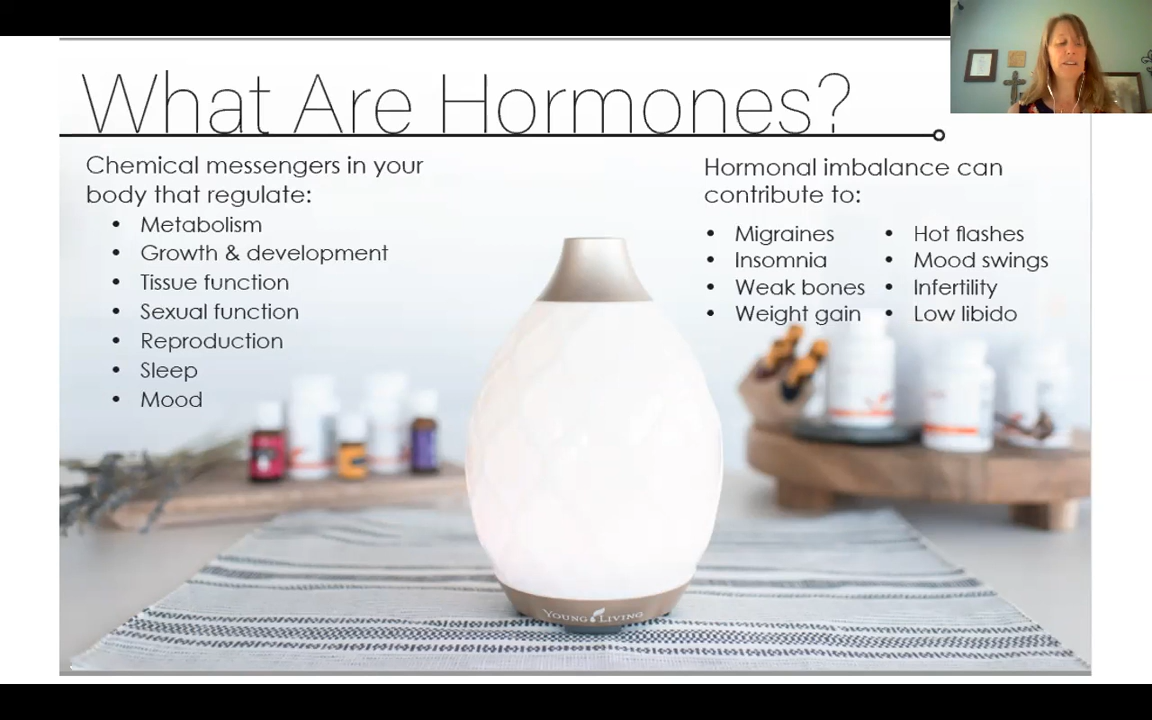 What Are Hormones?
Chemical messengers in your
body that regulate:
• Metabolism
• Growth & development
• Tissue function
• Sexual function
• Reproduction
• Sleep
• Mood
Hormonal imbalance can
contribute to:
• Migraines
• Insomnia
• Weak bones
• Weight gain
• Hot flashes
• Mood swings
• Infertility
• Low libido
YOUNG LIVING